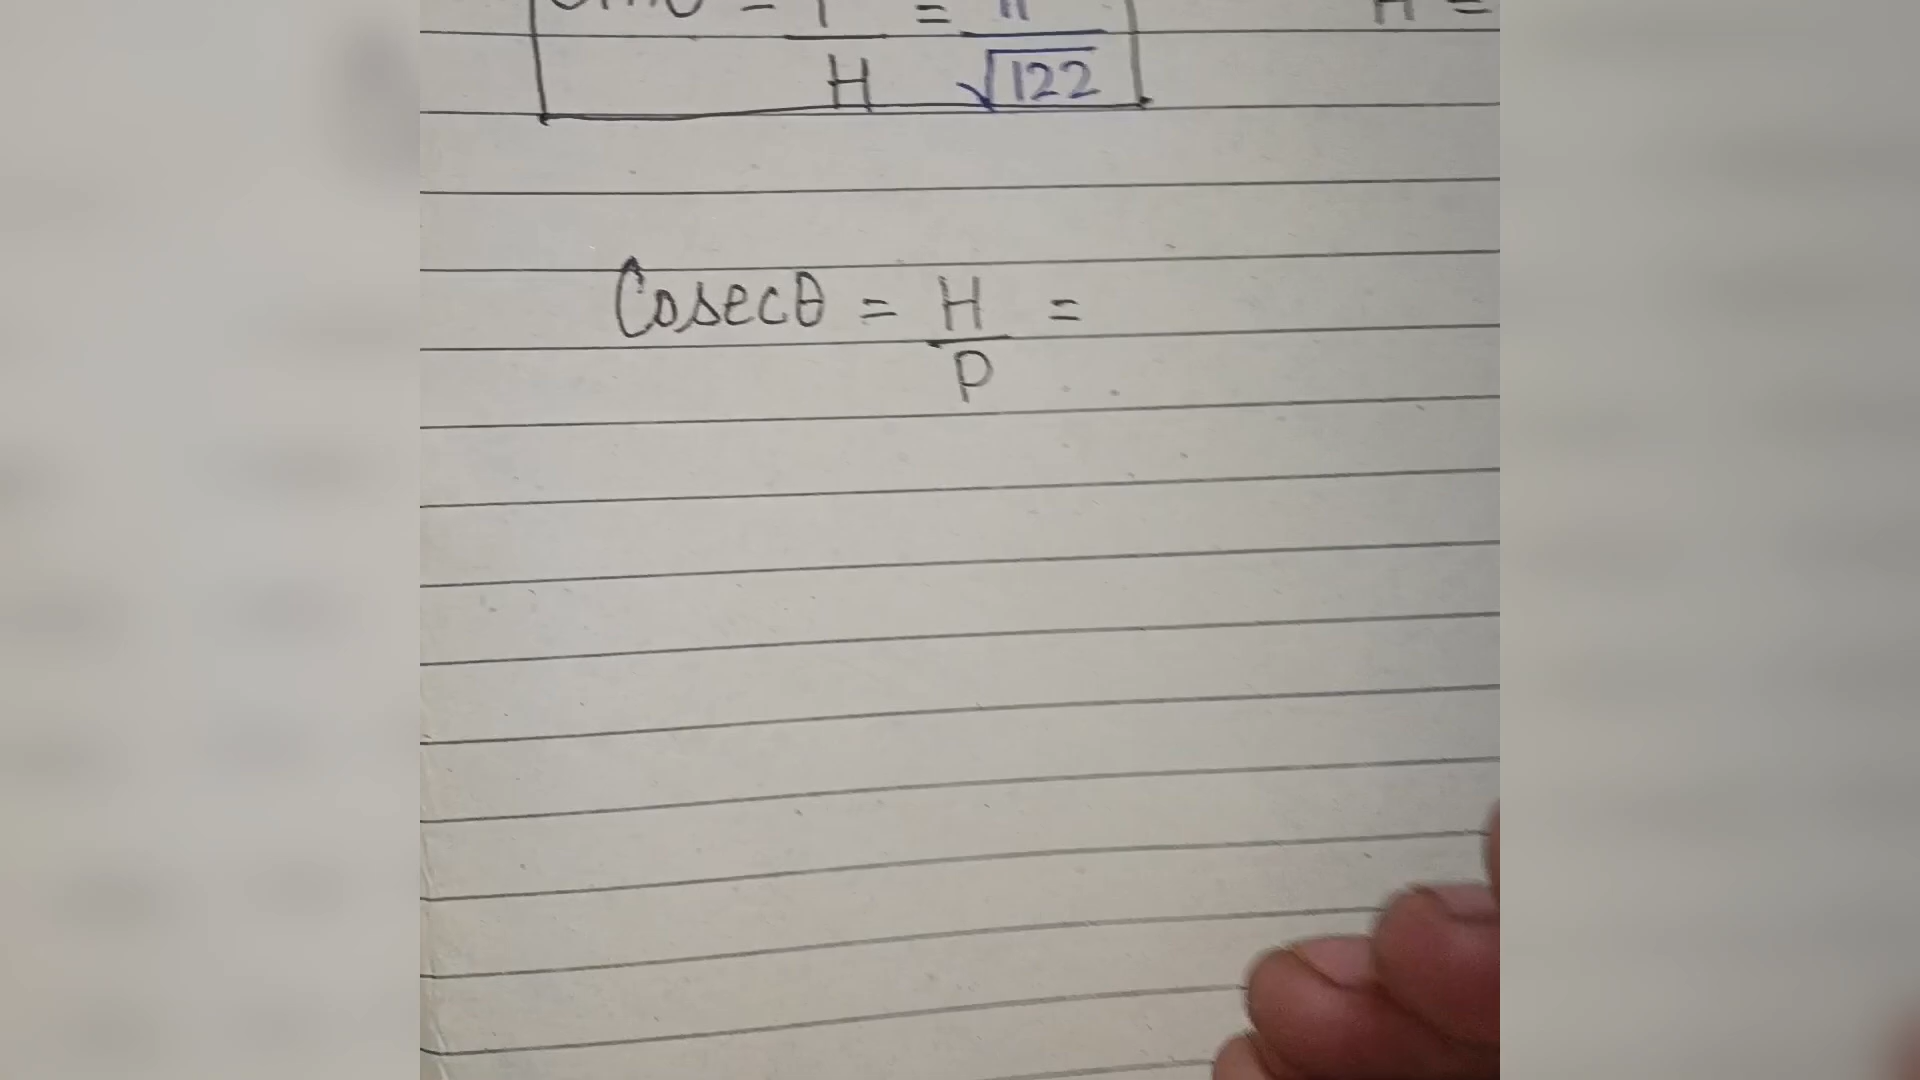 = =
H √122
H =
Cosecθ = H =
P